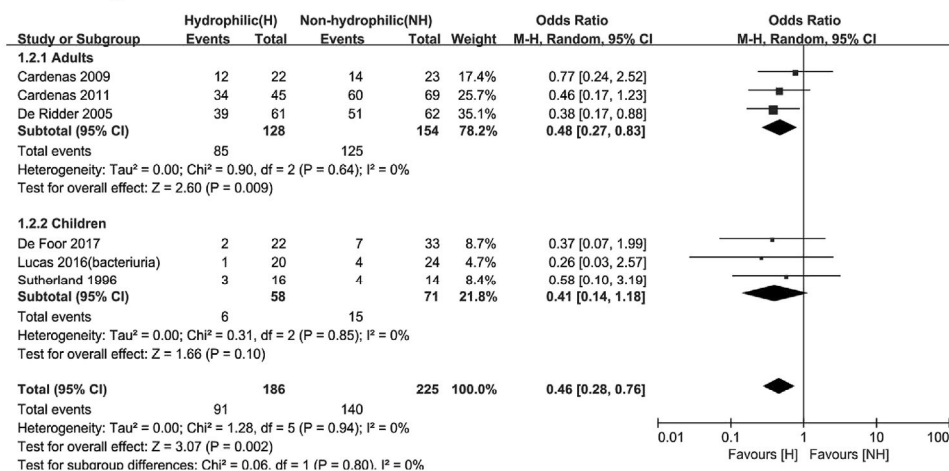 Hydrophilic(H) Non-hydrophilic(NH) Odds Ratio Odds Ratio
Study or Subgroup Events Total Events Total Weight M-H, Random, 95% CI M-H, Random, 95% CI
1.2.1 Adults
Cardenas 2009 12 22 14 23 17.4% 0.77 [0.24, 2.52]
Cardenas 2011 34 45 60 69 25.7% 0.46 [0.17, 1.23]
De Ridder 2005 39 61 51 62 35.1% 0.38 [0.17, 0.88]
Subtotal (95% CI) 128 154 78.2% 0.48 [0.27, 0.83]
Total events 85 125
Heterogeneity: Tau² = 0.00; Chi² = 0.90, df = 2 (P = 0.64); I² = 0%
Test for overall effect: Z = 2.60 (P = 0.009)
1.2.2 Children
De Foor 2017 2 22 7 33 8.7% 0.37 [0.07, 1.99]
Lucas 2016(bacteriuria) 1 20 4 24 4.7% 0.26 [0.03, 2.57]
Sutherland 1996 3 16 4 14 8.4% 0.58 [0.10, 3.19]
Subtotal (95% CI) 58 71 21.8% 0.41 [0.14, 1.18]
Total events 6 15
Heterogeneity: Tau² = 0.00; Chi² = 0.31, df = 2 (P = 0.85); I² = 0%
Test for overall effect: Z = 1.66 (P = 0.10)
Total (95% CI) 186 225 100.0% 0.46 [0.28, 0.76]
Total events 91 140
Heterogeneity: Tau² = 0.00; Chi² = 1.28, df = 5 (P = 0.94); I² = 0%
Test for overall effect: Z = 3.07 (P = 0.002)
Test for subgroup differences: Chi² = 0.06, df = 1 (P = 0.80), I² = 0%
0.01 0.1 1 10 100
Favours [H] Favours [NH]